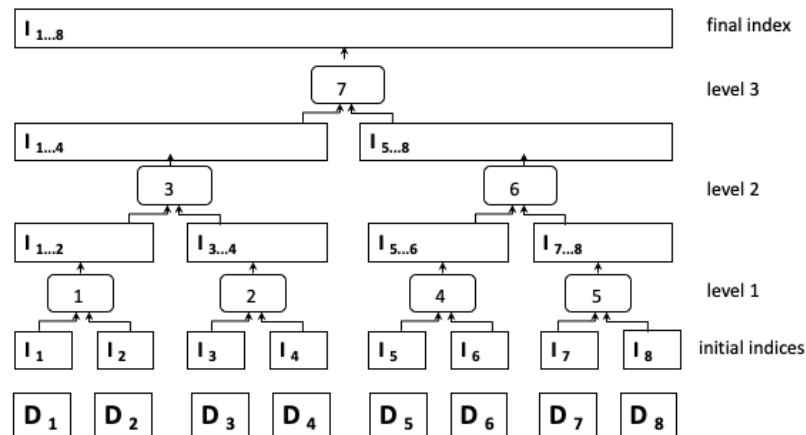 I 1...8 final index
7 level 3
I 1...4 I 5...8
3 6 level 2
I 1...2 I 3...4 I 5...6 I 7...8
1 2 4 5 level 1
I 1 I 2 I 3 I 4 I 5 I 6 I 7 I 8 initial indices
D 1 D 2 D 3 D 4 D 5 D 6 D 7 D 8